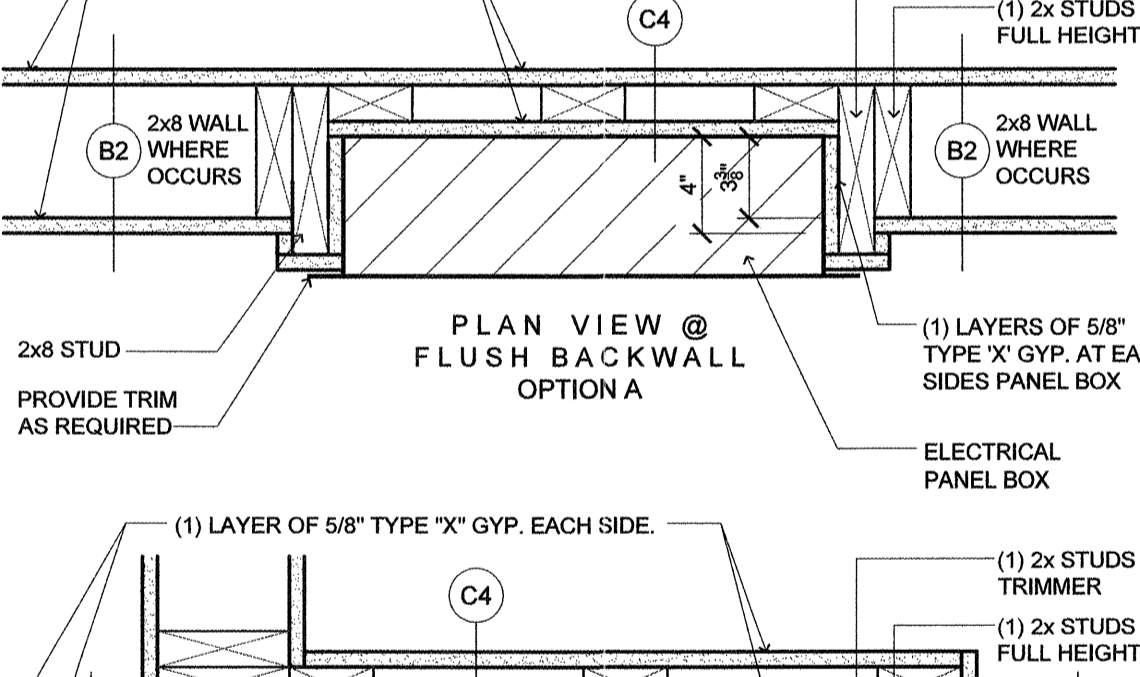 (1) 2x STUDS
FULL HEIGHT
C4
B2
2x8 WALL
WHERE
OCCURS
4"
3 3/8"
B2
2x8 WALL
WHERE
OCCURS
PLAN VIEW @
FLUSH BACKWALL
OPTION A
2x8 STUD
PROVIDE TRIM
AS REQUIRED
(1) LAYERS OF 5/8"
TYPE 'X' GYP. AT EA
SIDES PANEL BOX
ELECTRICAL
PANEL BOX
(1) LAYER OF 5/8" TYPE "X" GYP. EACH SIDE.
C4
(1) 2x STUDS
TRIMMER
(1) 2x STUDS
FULL HEIGHT